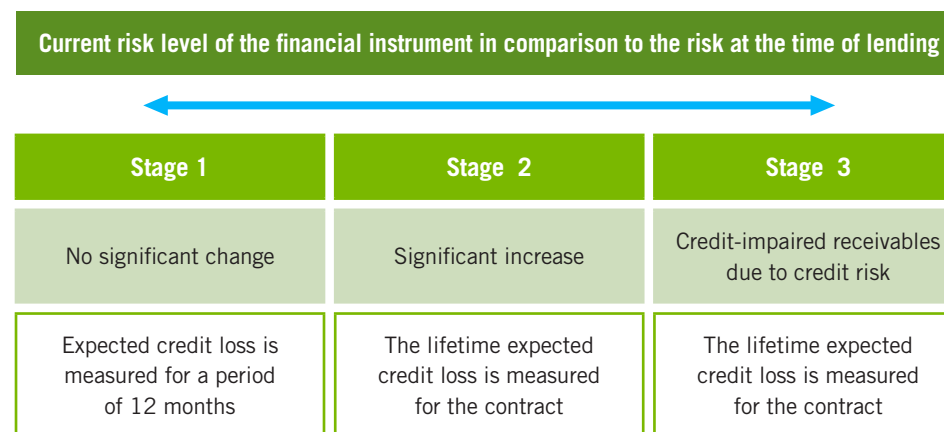 Current risk level of the financial instrument in comparison to the risk at the time of lending
Stage 1
Stage 2
Stage 3
No significant change
Significant increase
Credit-impaired receivables
due to credit risk
Expected credit loss is
measured for a period
of 12 months
The lifetime expected
credit loss is measured
for the contract
The lifetime expected
credit loss is measured
for the contract